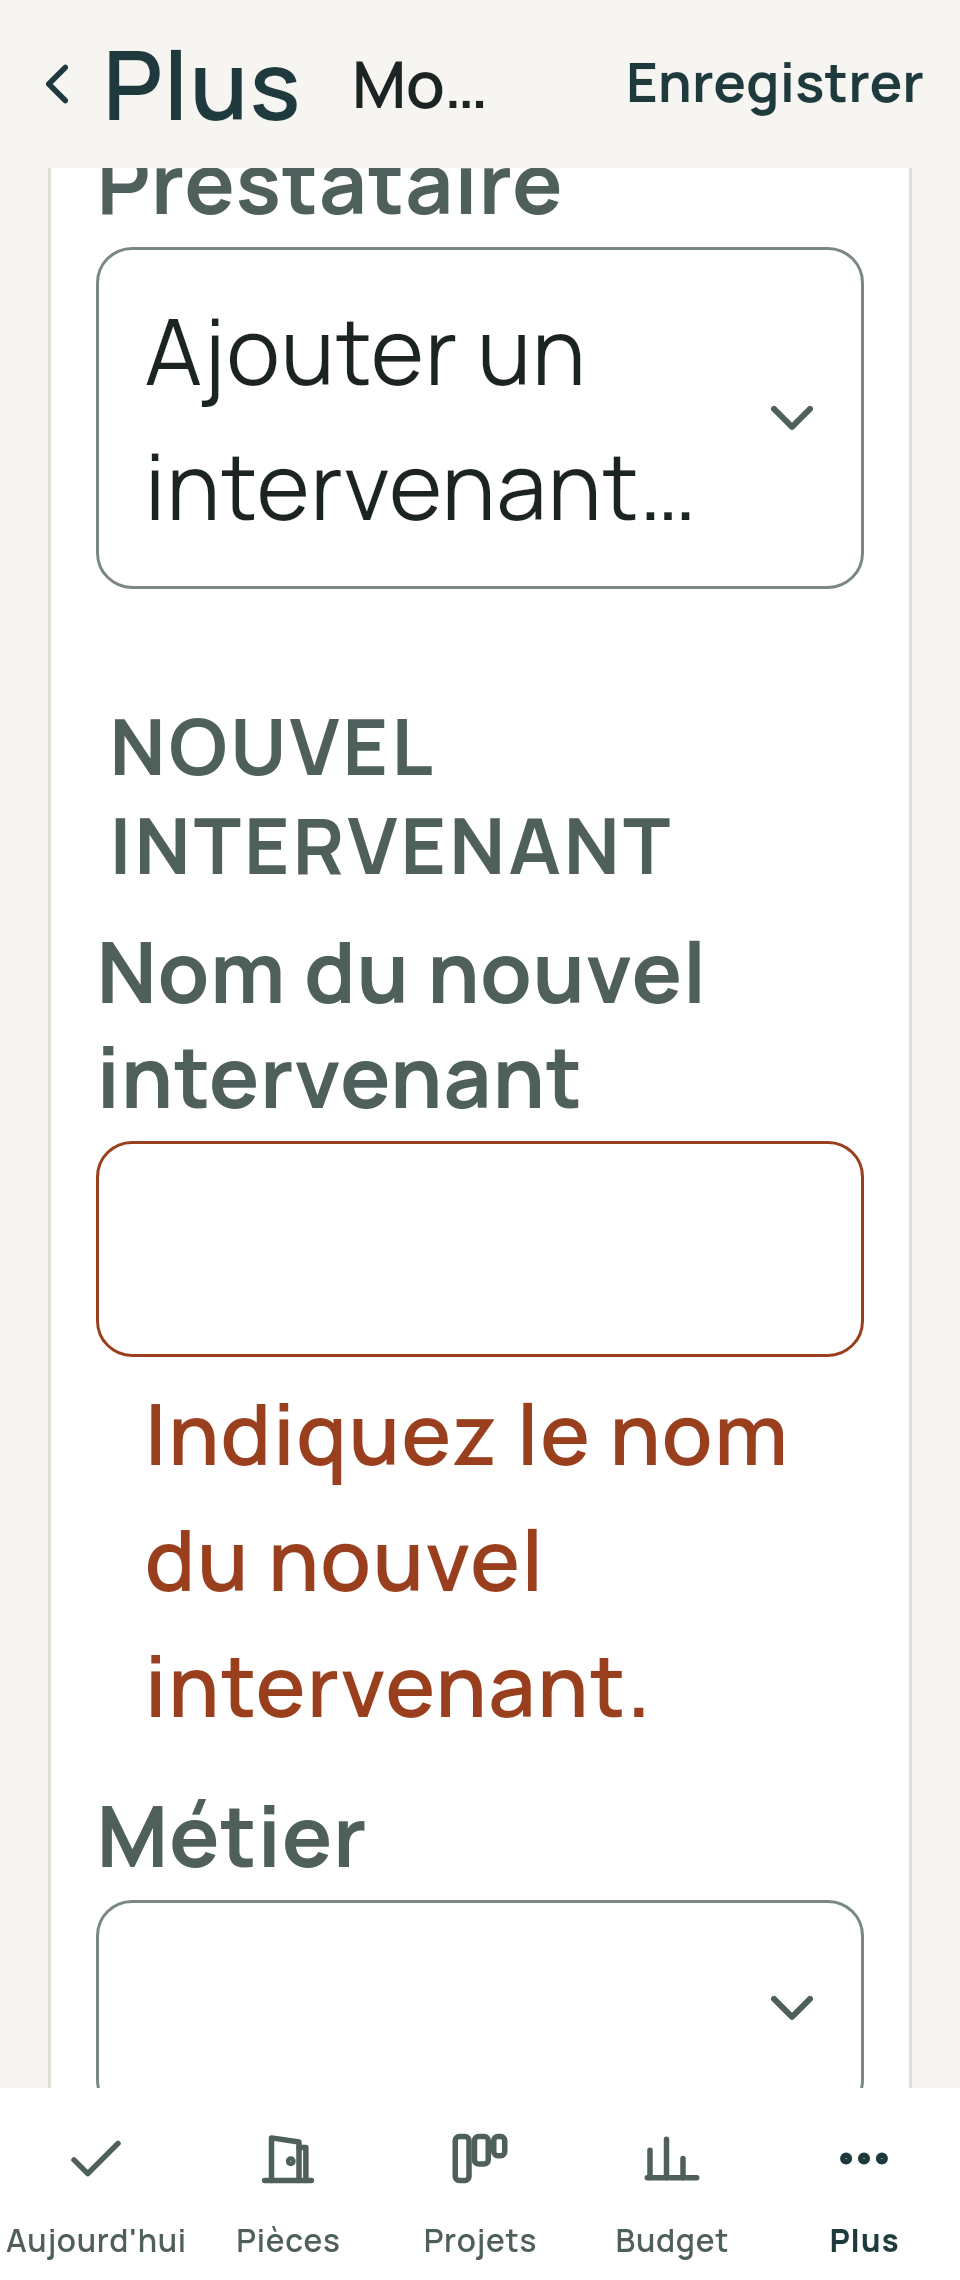 Plus Mo... Enregistrer
Prestataire
Ajouter un
intervenant...
NOUVEL
INTERVENANT
Nom du nouvel
intervenant
Indiquez le nom
du nouvel
intervenant.
Métier
Aujourd'hui Pièces Projets Budget Plus